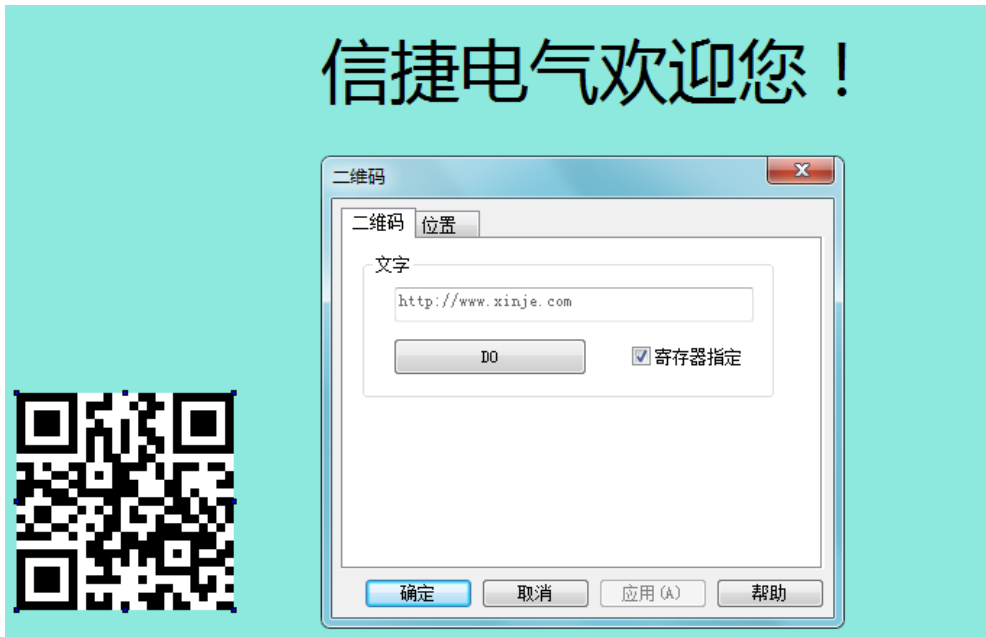 信捷电气欢迎您！
二维码
二维码 位置
文字
http://www.xinje.com
D0 寄存器指定
确定 取消 应用(A) 帮助